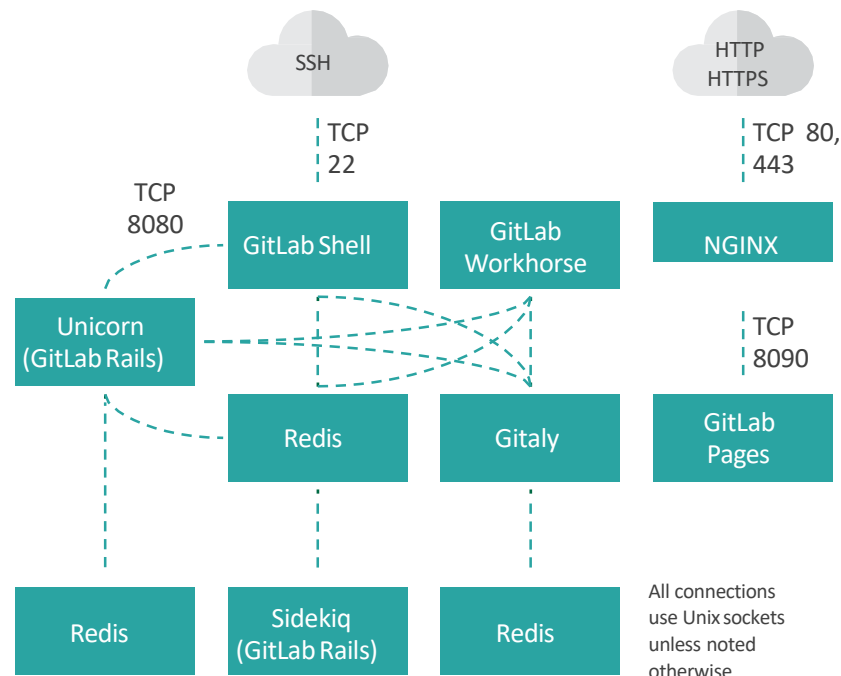 SSH
HTTP
HTTPS
TCP
22
TCP 80,
443
TCP
8080
GitLab Shell
GitLab
Workhorse
NGINX
Unicorn
(GitLab Rails)
TCP
8090
Redis
Gitaly
GitLab
Pages
Redis
Sidekiq
(GitLab Rails)
Redis
All connections
use Unix sockets
unless noted
otherwise